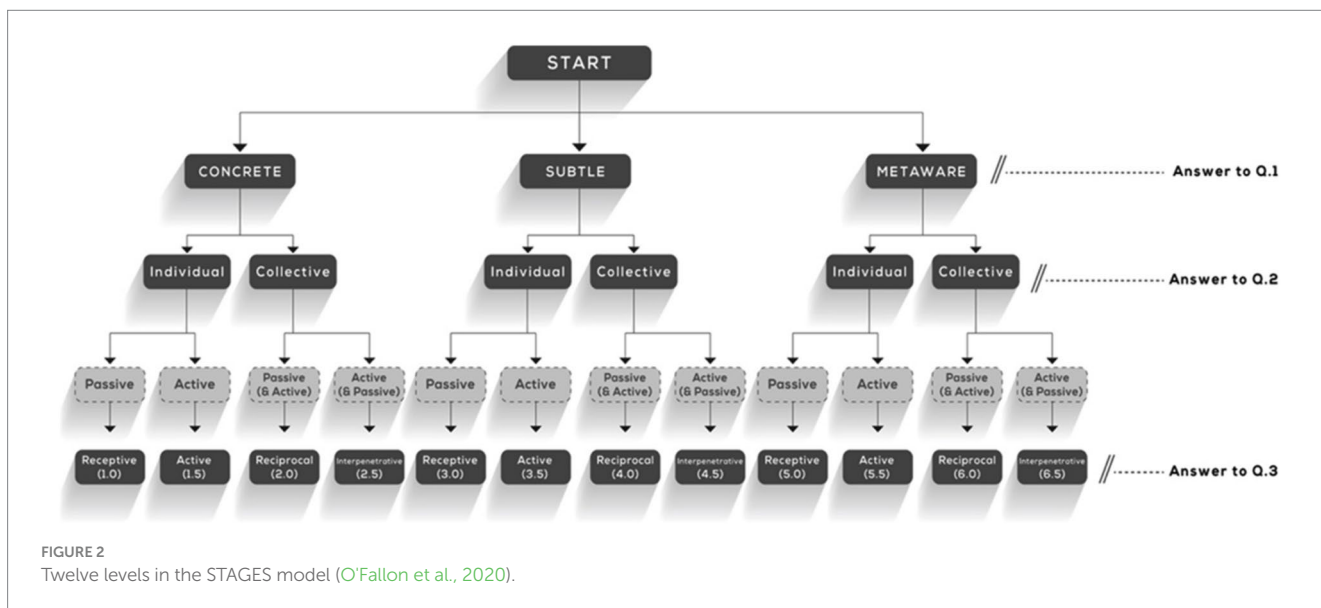 START
CONCRETE SUBTLE METAWARE Answer to Q.1
Individual Collective Individual Collective Individual Collective Answer to Q.2
Passive Active Passive (& Active) Active (& Passive) Passive Active Passive (& Active) Active (& Passive) Passive Active Passive (& Active) Active (& Passive)
Receptive (1.0) Active (1.5) Reciprocal (2.0) Interpenetrative (2.5) Receptive (3.0) Active (3.5) Reciprocal (4.0) Interpenetrative (4.5) Receptive (5.0) Active (5.5) Reciprocal (6.0) Interpenetrative (6.5) Answer to Q.3
FIGURE 2
Twelve levels in the STAGES model (O'Fallon et al., 2020).